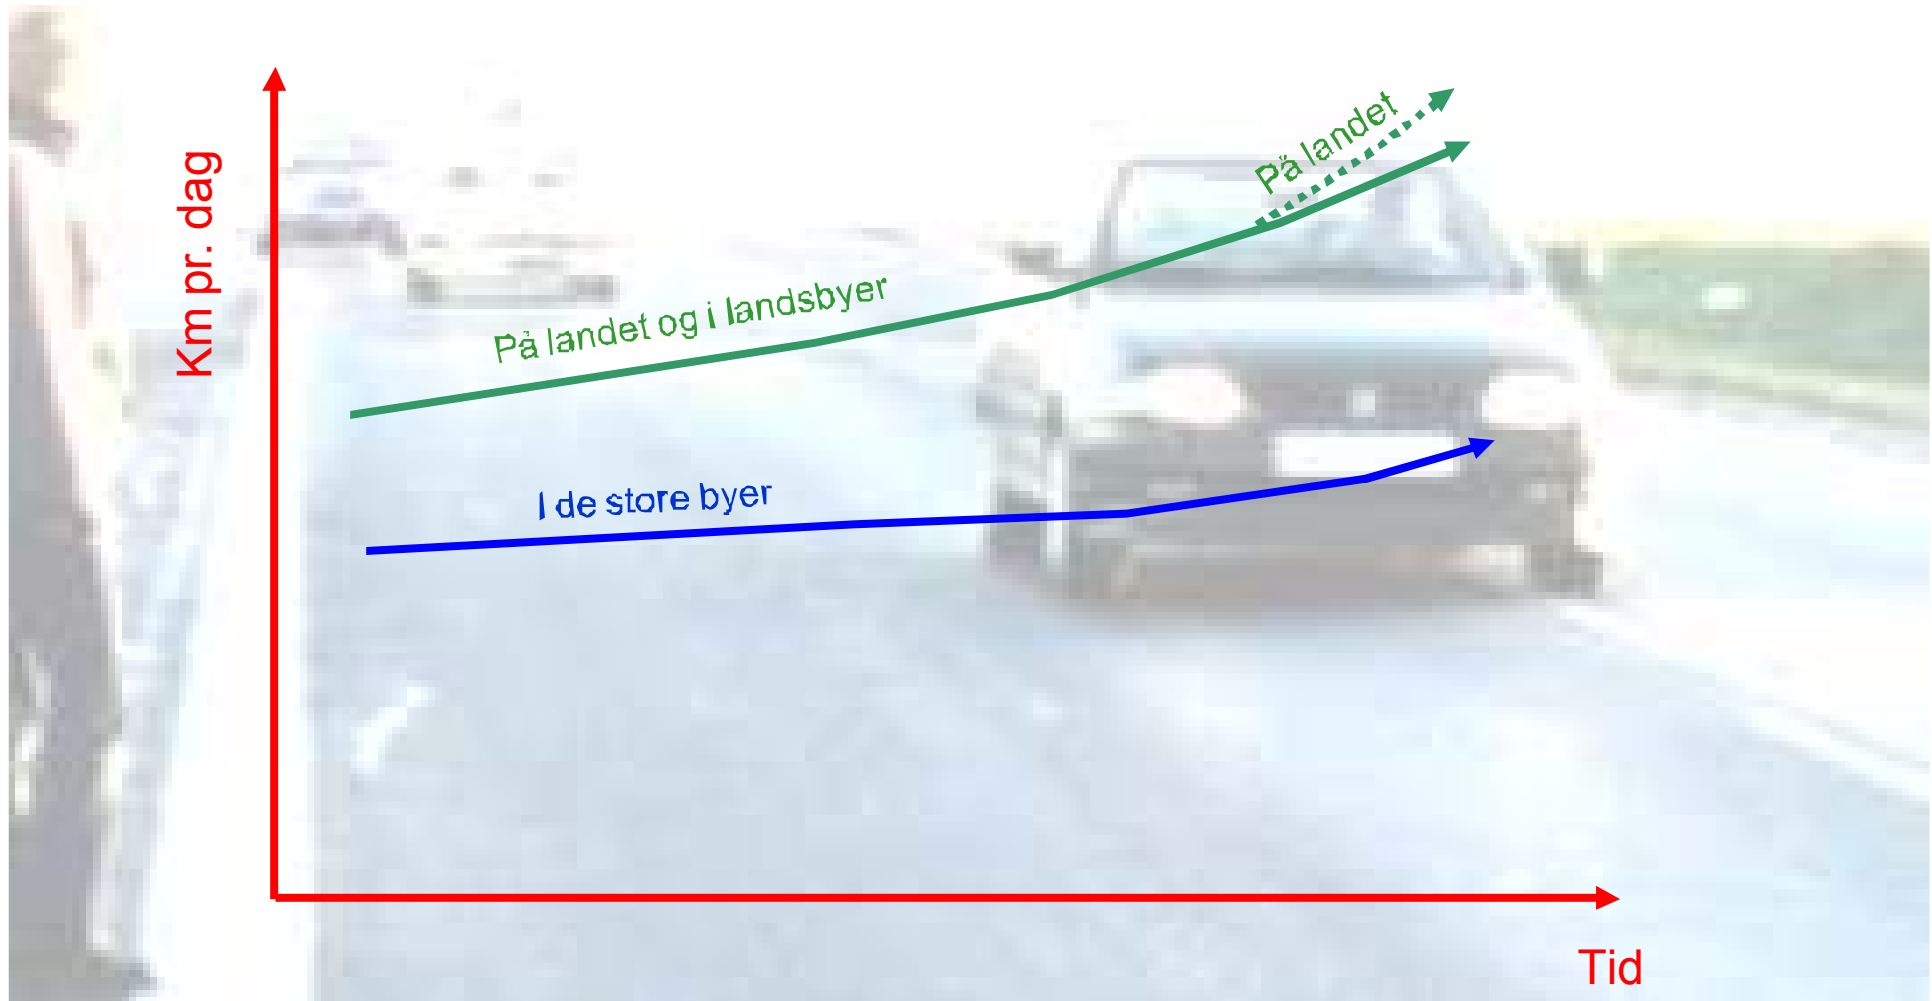 På landet
Km pr. dag
På landet og i landsbyer
I de store byer
Tid